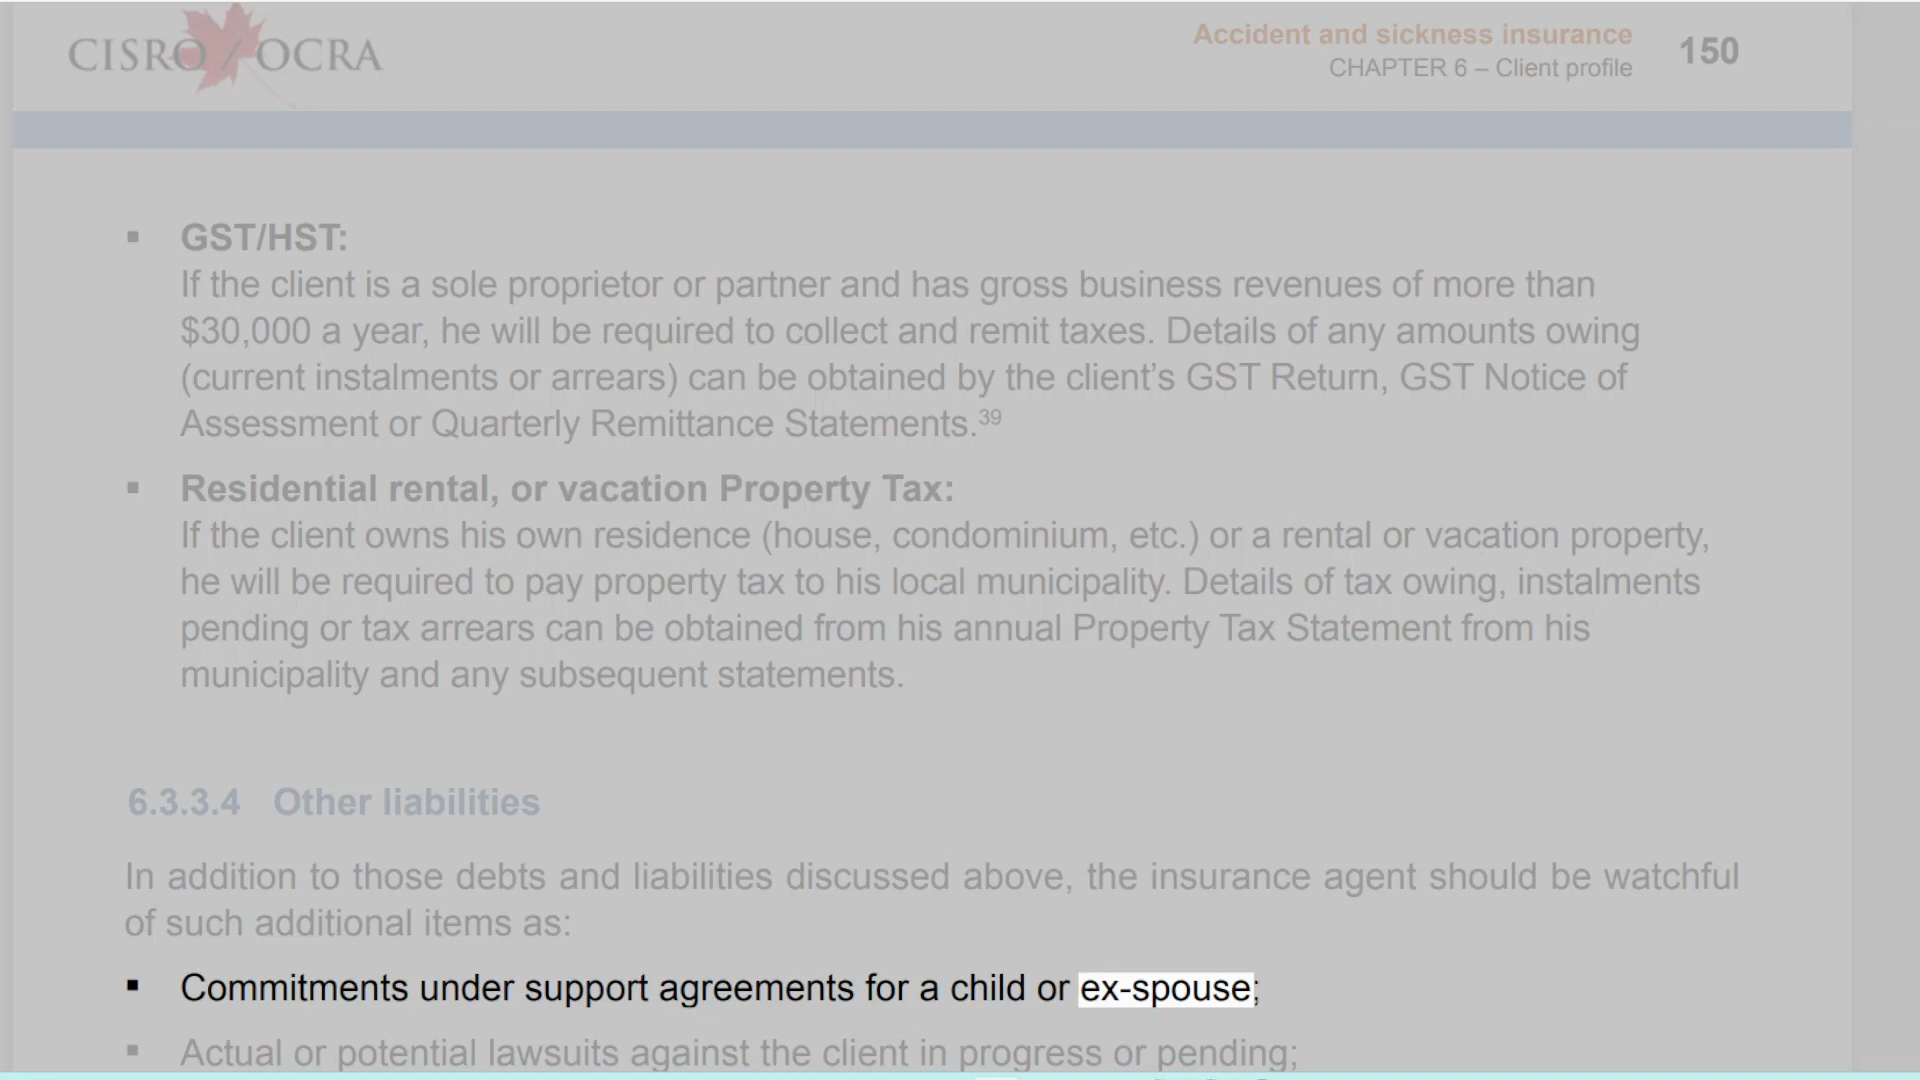 CISRO / OCRA
Accident and sickness insurance
CHAPTER 6 – Client profile
150
▪ GST/HST:
If the client is a sole proprietor or partner and has gross business revenues of more than
$30,000 a year, he will be required to collect and remit taxes. Details of any amounts owing
(current instalments or arrears) can be obtained by the client’s GST Return, GST Notice of
Assessment or Quarterly Remittance Statements.39
▪ Residential rental, or vacation Property Tax:
If the client owns his own residence (house, condominium, etc.) or a rental or vacation property,
he will be required to pay property tax to his local municipality. Details of tax owing, instalments
pending or tax arrears can be obtained from his annual Property Tax Statement from his
municipality and any subsequent statements.
6.3.3.4 Other liabilities
In addition to those debts and liabilities discussed above, the insurance agent should be watchful
of such additional items as:
▪ Commitments under support agreements for a child or ex-spouse;
▪ Actual or potential lawsuits against the client in progress or pending;